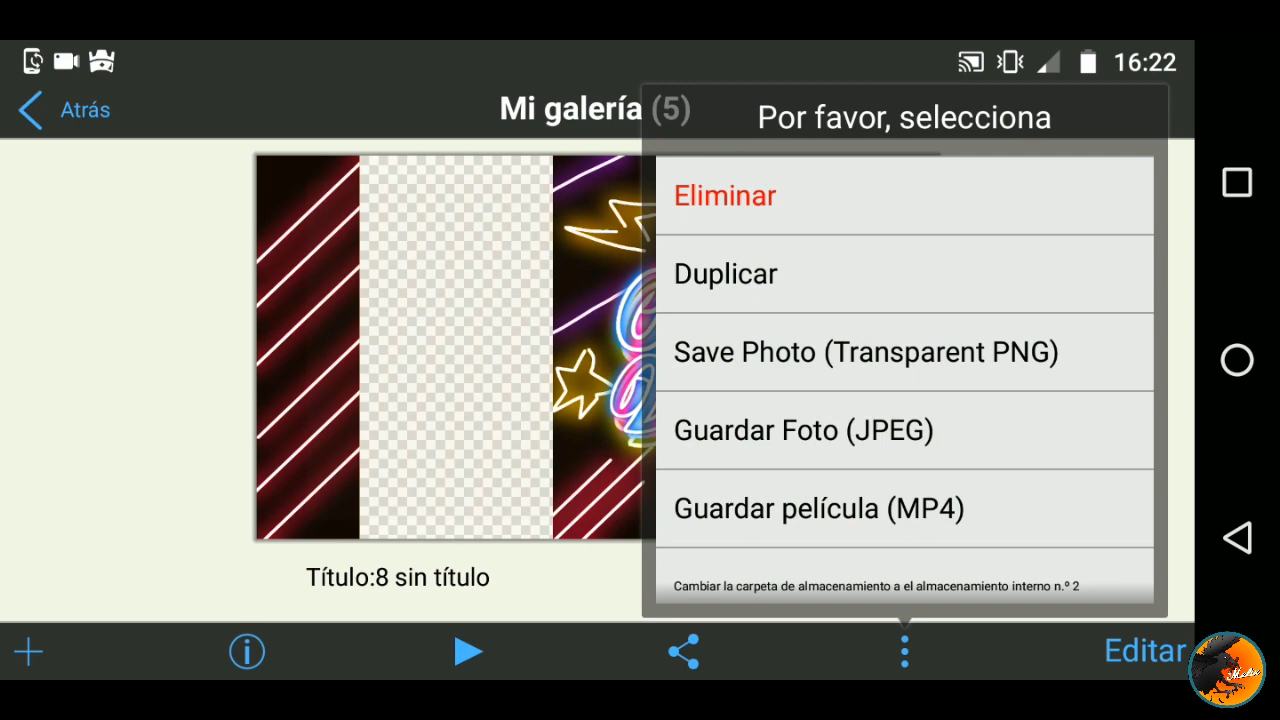 16:22
Atrás
Mi galería (5)
Por favor, selecciona
Eliminar
Duplicar
Save Photo (Transparent PNG)
Guardar Foto (JPEG)
Guardar película (MP4)
Cambiar la carpeta de almacenamiento a el almacenamiento interno n.º 2
Título:8 sin título
Editar